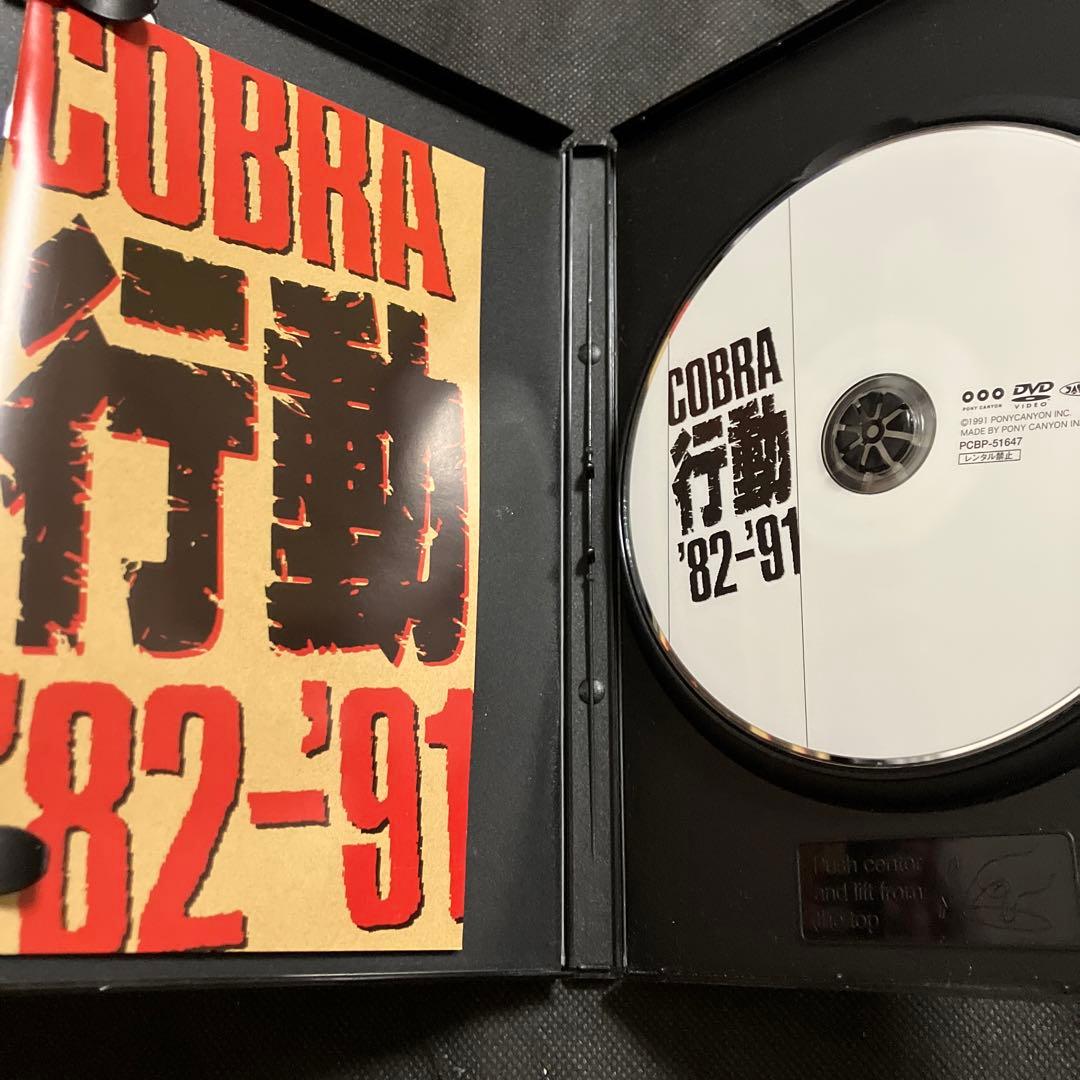 COBRA
行動
'82-'91
COBRA
行動
'82-'91
PONY CANYON
DVD
VIDEO
©1991 PONYCANYON INC.
MADE BY PONY CANYON IN
PCBP-51647
レンタル禁止
Push center
and lift from
the top